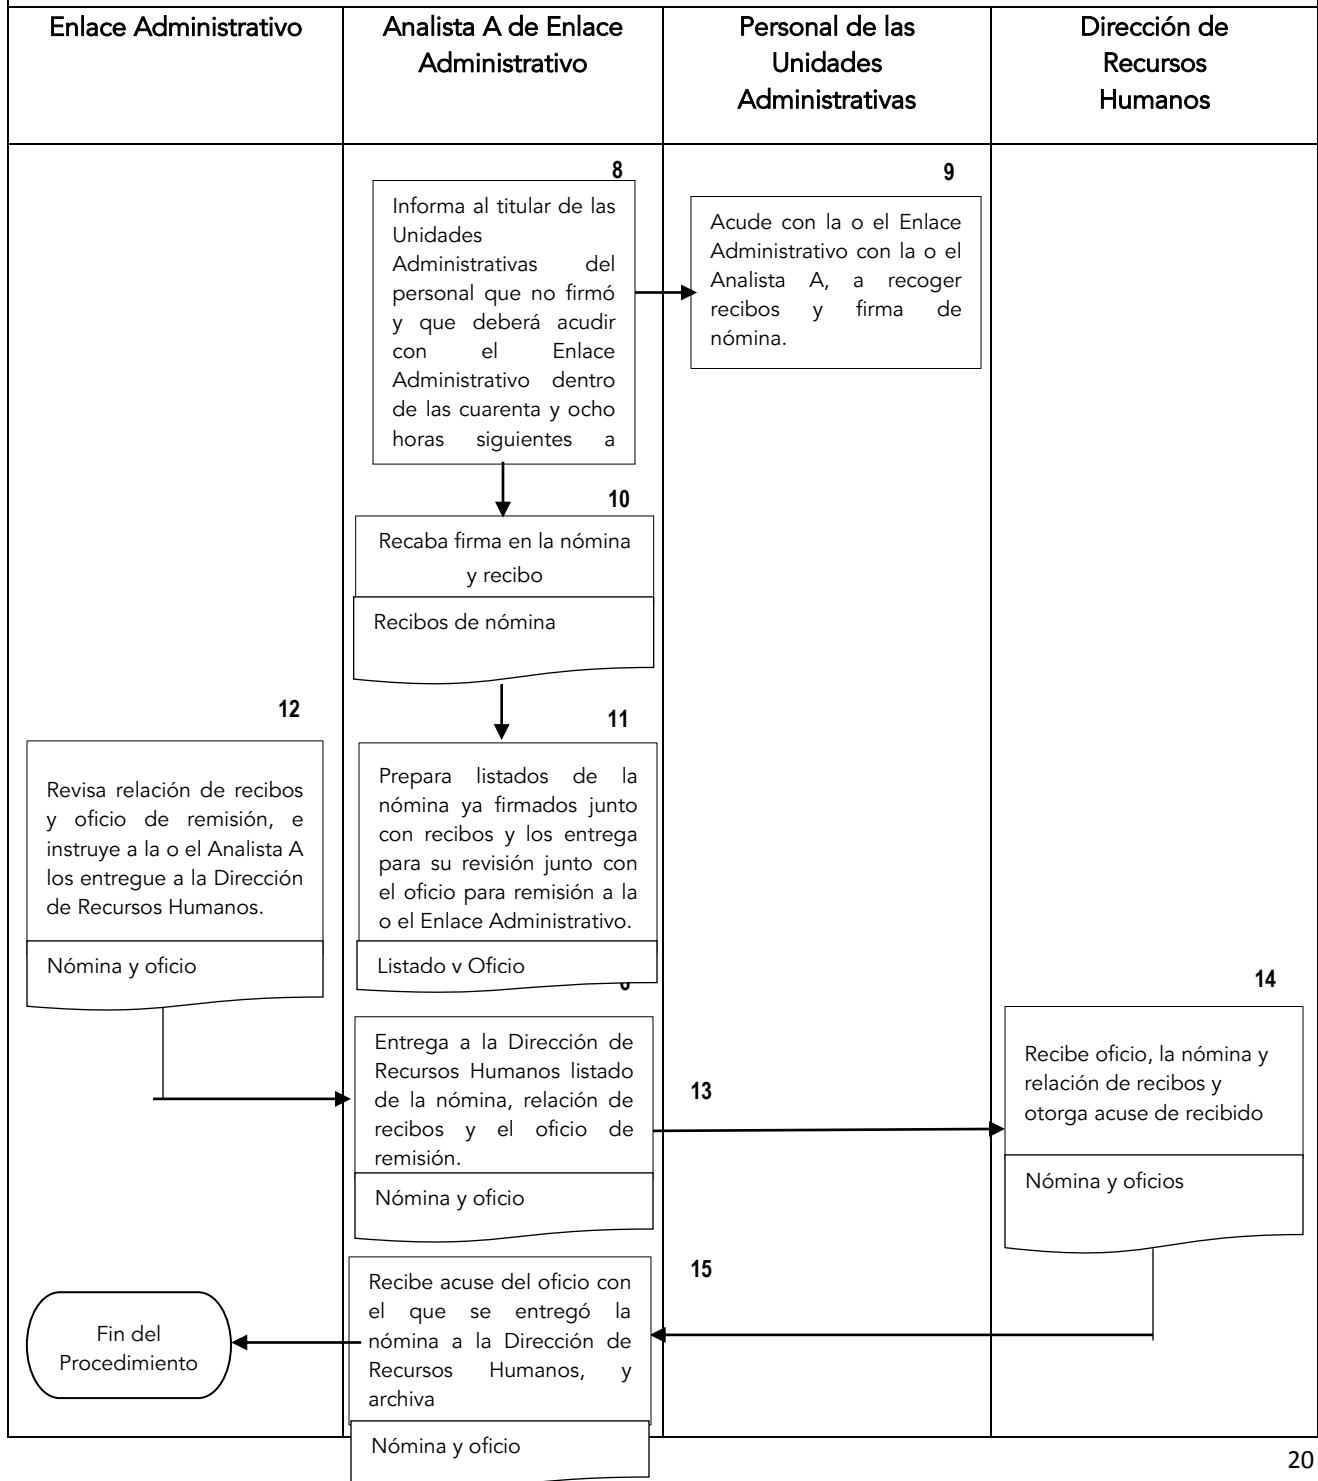 Enlace Administrativo
Analista A de Enlace
Administrativo
Personal de las
Unidades
Administrativas
Dirección de
Recursos
Humanos
8
Informa al titular de las
Unidades
Administrativas del
personal que no firmó
y que deberá acudir
con el Enlace
Administrativo dentro
de las cuarenta y ocho
horas siguientes a
9
Acude con la o el Enlace
Administrativo con la o el
Analista A, a recoger
recibos y firma de
nómina.
10
Recaba firma en la nómina
y recibo
Recibos de nómina
11
Prepara listados de la
nómina ya firmados junto
con recibos y los entrega
para su revisión junto con
el oficio para remisión a la
o el Enlace Administrativo.
Listado y Oficio
12
Revisa relación de recibos
y oficio de remisión, e
instruye a la o el Analista A
los entregue a la Dirección
de Recursos Humanos.
Nómina y oficio
Entrega a la Dirección de
Recursos Humanos listado
de la nómina, relación de
recibos y el oficio de
remisión.
Nómina y oficio
13
14
Recibe oficio, la nómina y
relación de recibos y
otorga acuse de recibido
Nómina y oficios
15
Recibe acuse del oficio con
el que se entregó la
nómina a la Dirección de
Recursos Humanos, y
archiva
Nómina y oficio
Fin del
Procedimiento
20